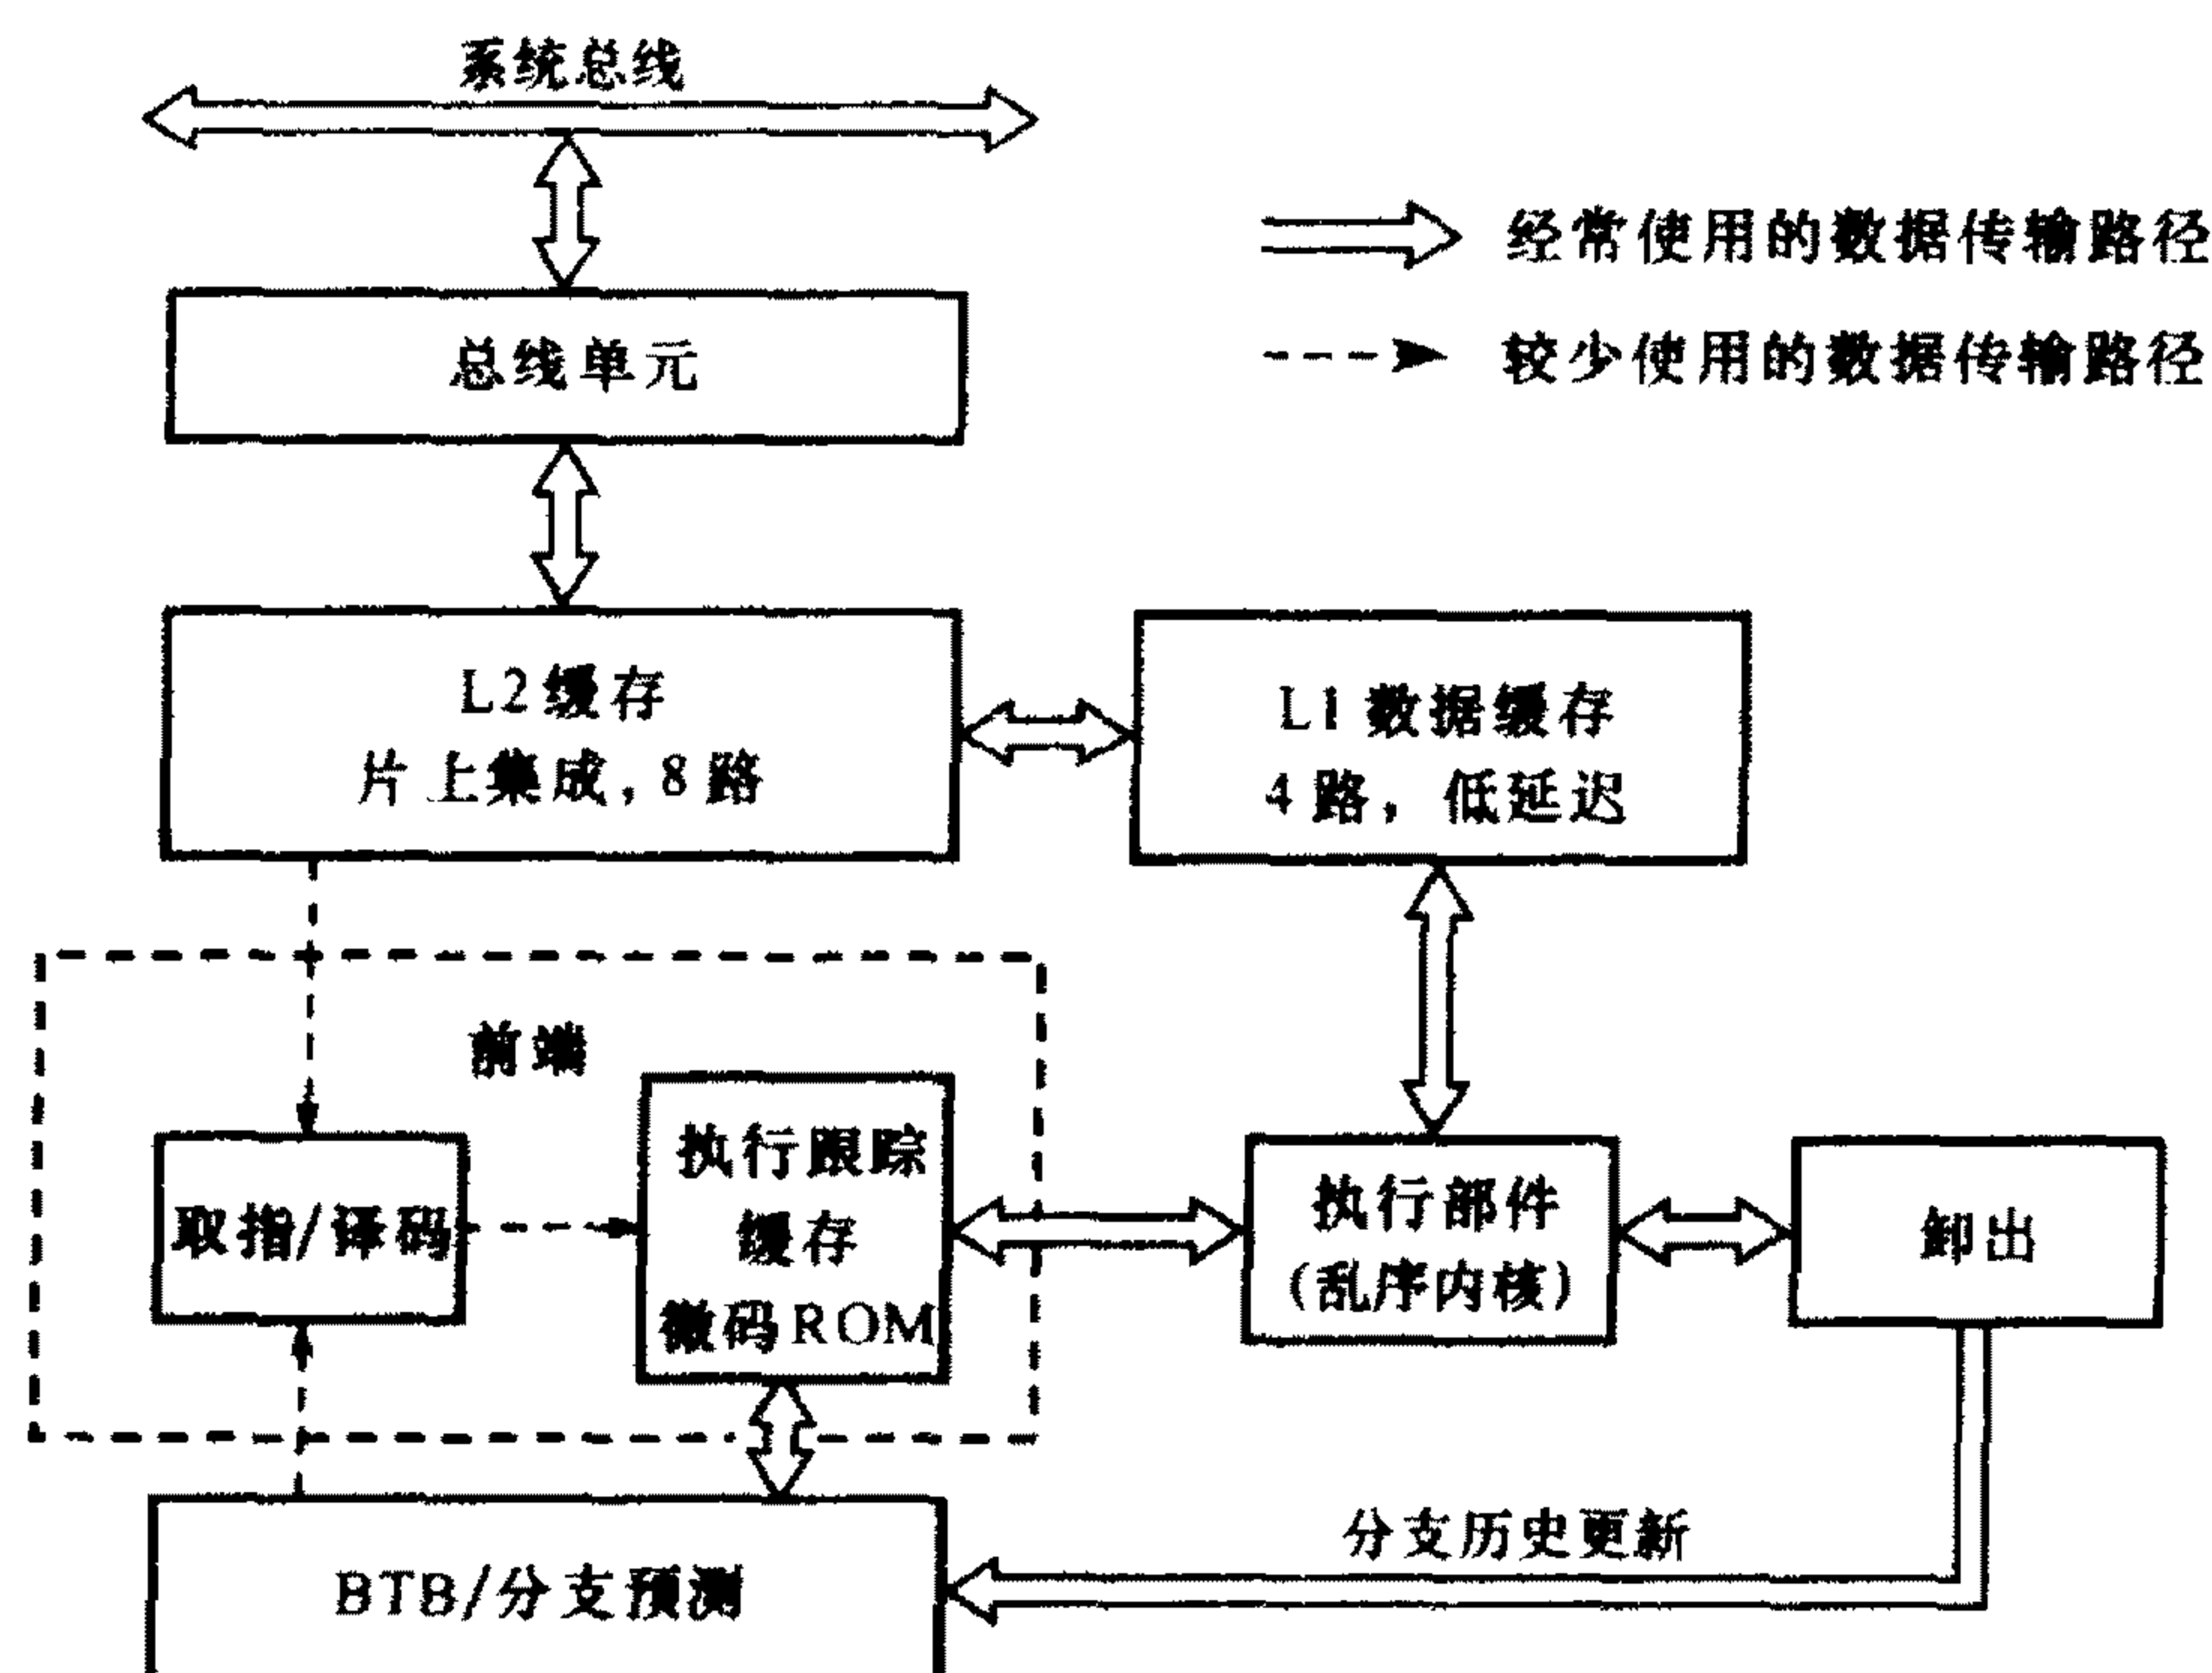 系统总线
经常使用的数据传输路径
较少使用的数据传输路径
总线单元
L2缓存
片上集成,8路
L1数据缓存
4路,低延迟
前端
取指/译码
执行跟踪
缓存
微码ROM
执行部件
(乱序内核)
卸出
分支历史更新
BTB/分支预测